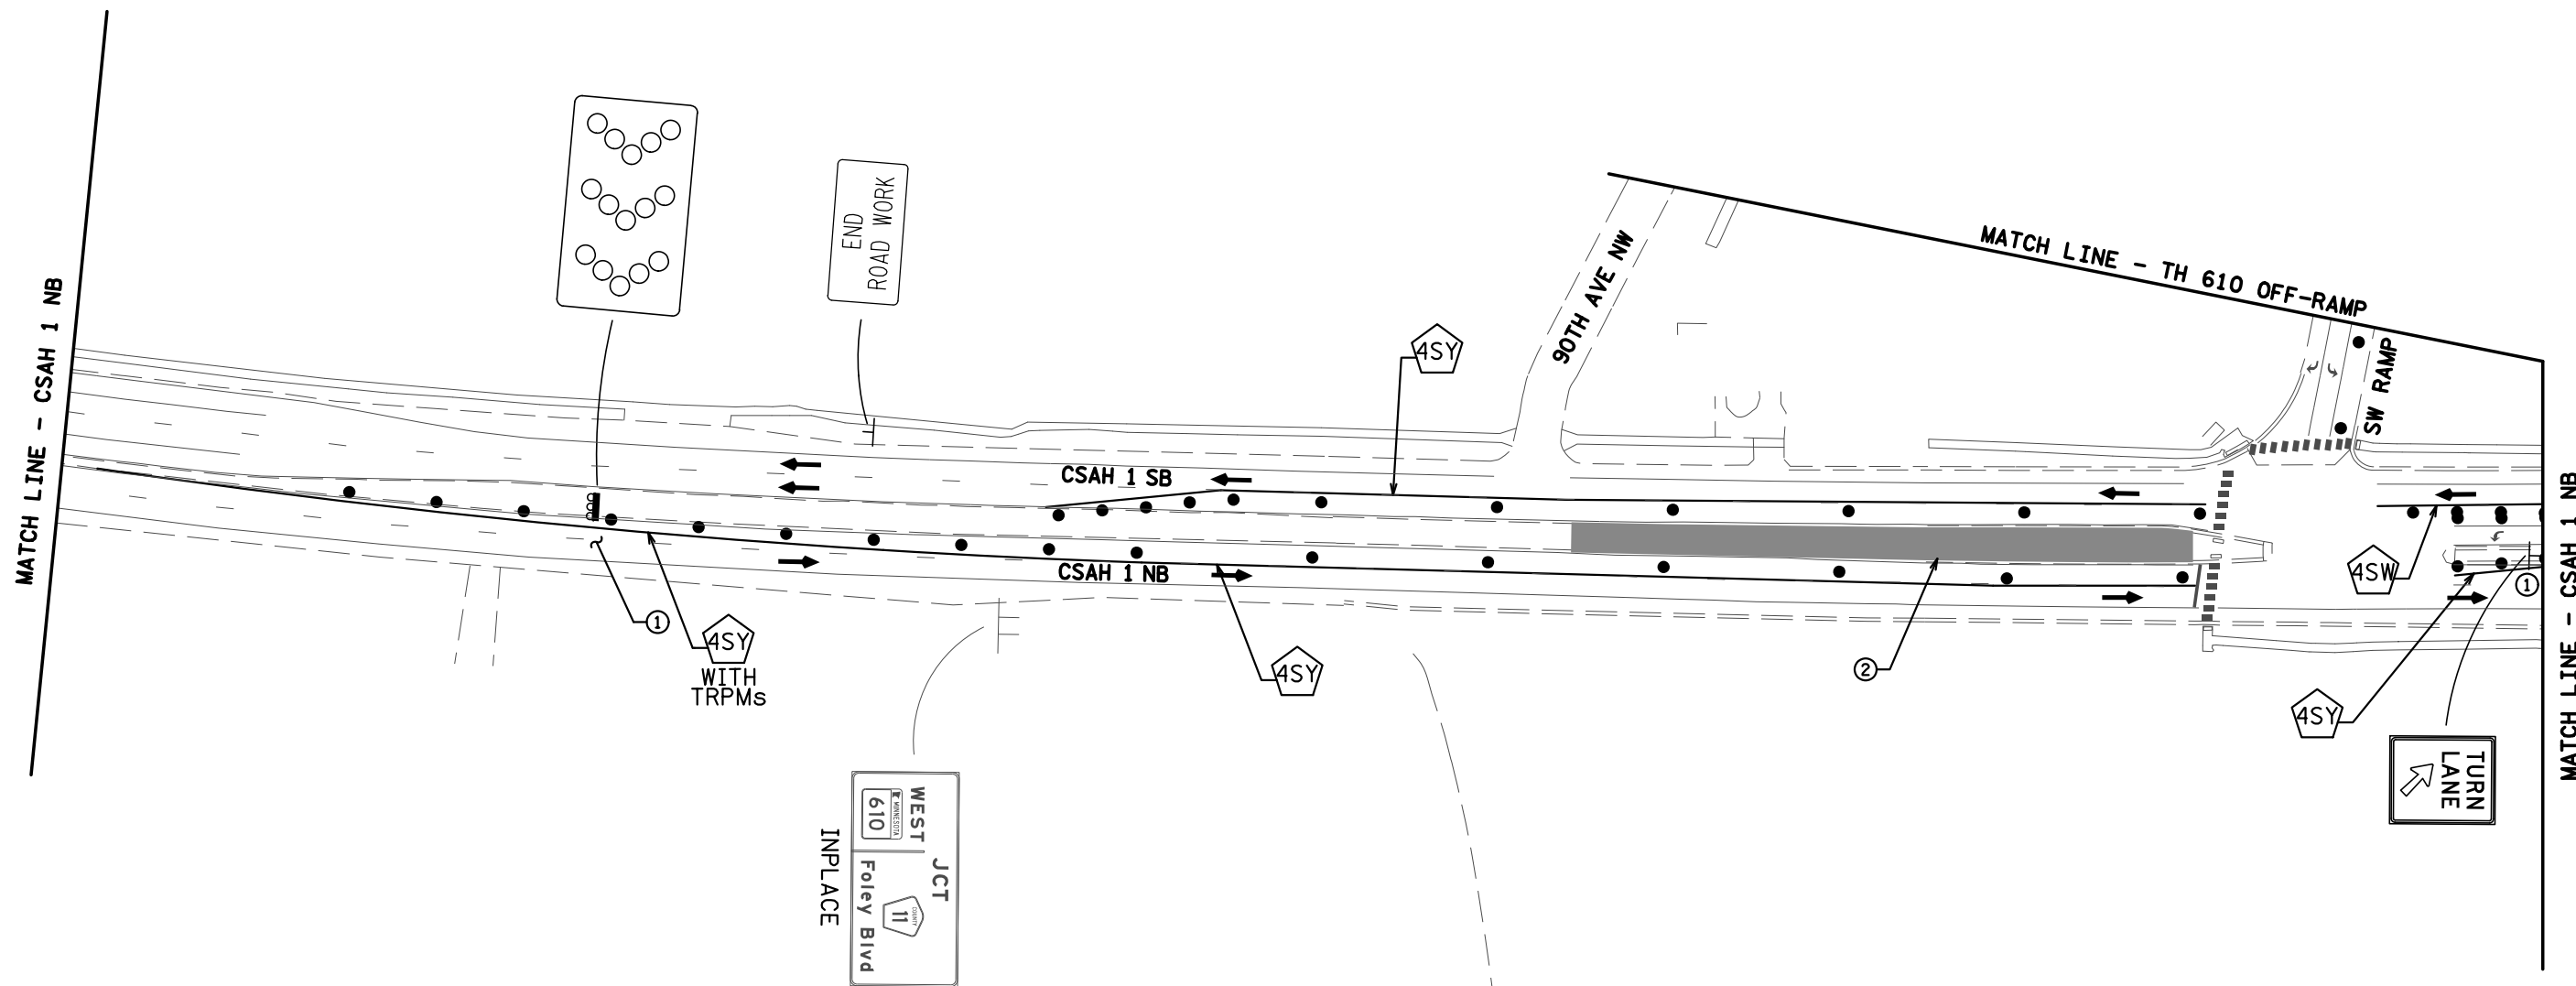 MATCH LINE - CSAH 1 NB
END
ROAD WORK
4SY
90TH AVE NW
MATCH LINE - TH 610 OFF-RAMP
SW RAMP
CSAH 1 SB
CSAH 1 NB
1
4SY
WITH
TRPMs
4SY
2
4SW
4SY
1
TURN
LANE
MATCH LINE - CSAH 1 NB
JCT
WEST
MINNESOTA
610
COUNTY
11
Foley Blvd
INPLACE